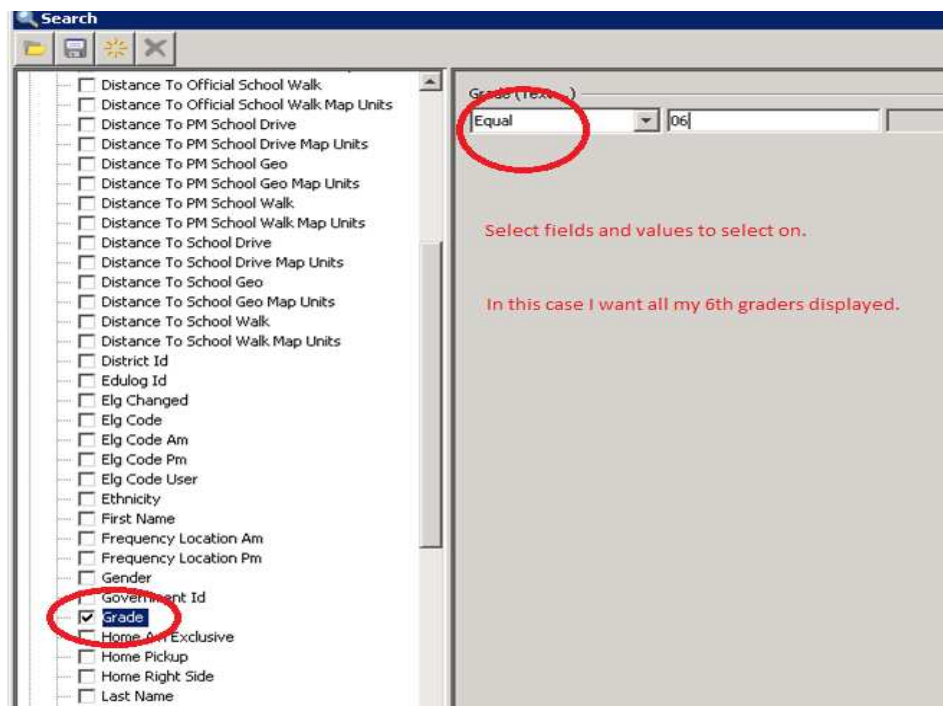 Search
Distance To Official School Walk
Distance To Official School Walk Map Units
Distance To PM School Drive
Distance To PM School Drive Map Units
Distance To PM School Geo
Distance To PM School Geo Map Units
Distance To PM School Walk
Distance To PM School Walk Map Units
Distance To School Drive
Distance To School Drive Map Units
Distance To School Geo
Distance To School Geo Map Units
Distance To School Walk
Distance To School Walk Map Units
District Id
Edulog Id
Elg Changed
Elg Code
Elg Code Am
Elg Code Pm
Elg Code User
Ethnicity
First Name
Frequency Location Am
Frequency Location Pm
Gender
Government Id
Grade
Home Exclusive
Home Pickup
Home Right Side
Last Name
Grade
Equal 06
Select fields and values to select on.
In this case I want all my 6th graders displayed.